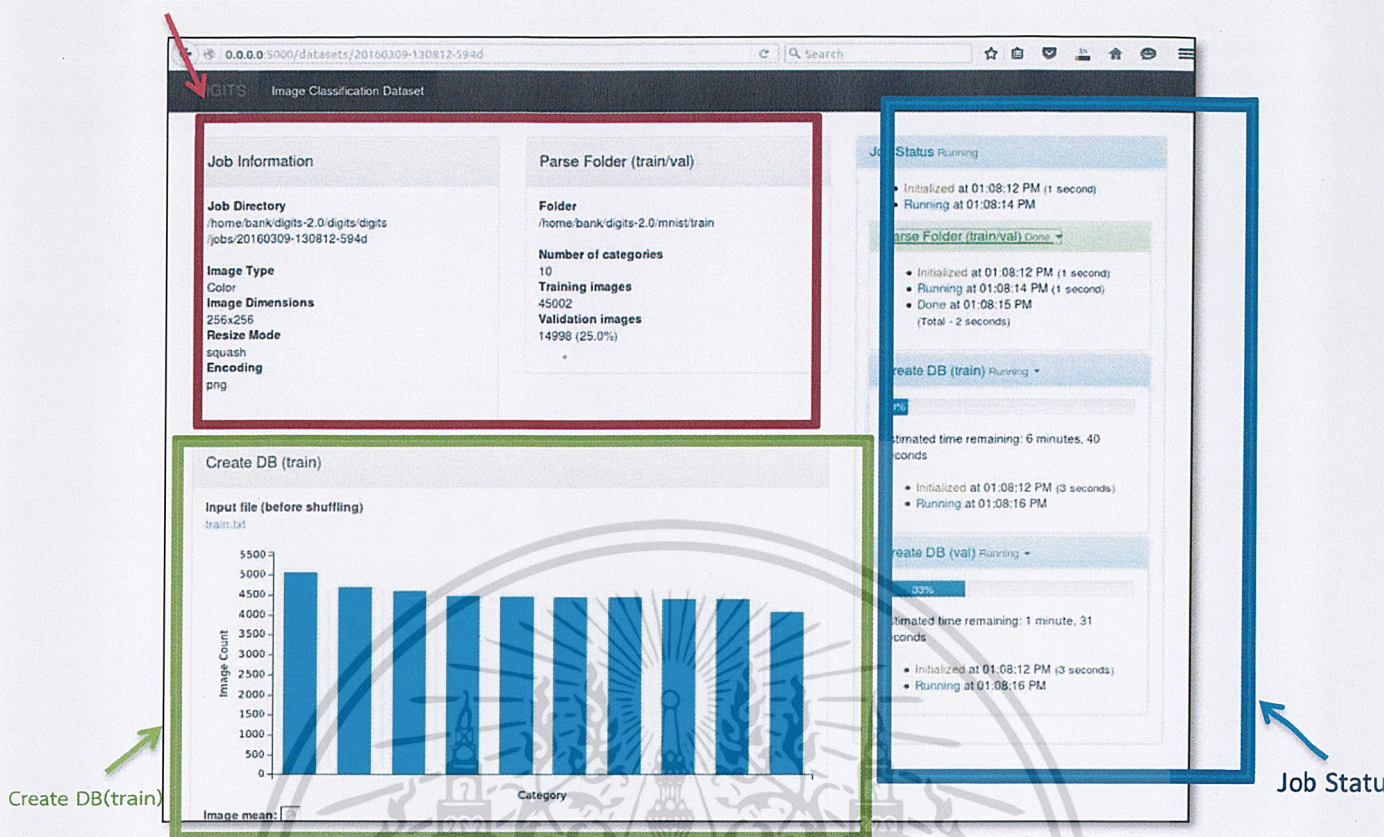 0.0.0.0:5000/datasets/20160309-130812-594d
Search
Image Classification Dataset
Job Information
Job Directory
/home/bank/digits-2.0/digits/digits
/jobs/20160309-130812-594d
Image Type
Color
Image Dimensions
256x256
Resize Mode
squash
Encoding
png
Parse Folder (train/val)
Folder
/home/bank/digits-2.0/mnist/train
Number of categories
10
Training images
45002
Validation images
14998 (25.0%)
Status Running
Initialized at 01:08:12 PM (1 second)
Running at 01:08:14 PM
arse Folder (train/val) Done
Initialized at 01:08:12 PM (1 second)
Running at 01:08:14 PM (1 second)
Done at 01:08:15 PM
(Total - 2 seconds)
reate DB (train) Running
%
timated time remaining: 6 minutes, 40
conds
Initialized at 01:08:12 PM (3 seconds)
Running at 01:08:16 PM
reate DB (val) Running
33%
timated time remaining: 1 minute, 31
conds
Initialized at 01:08:12 PM (3 seconds)
Running at 01:08:16 PM
Create DB (train)
Input file (before shuffling)
train.txt
5500
5000
4500
4000
3500
3000
2500
2000
1500
1000
500
0
Image Count
Category
Image mean:
Create DB(train)
Job Statu